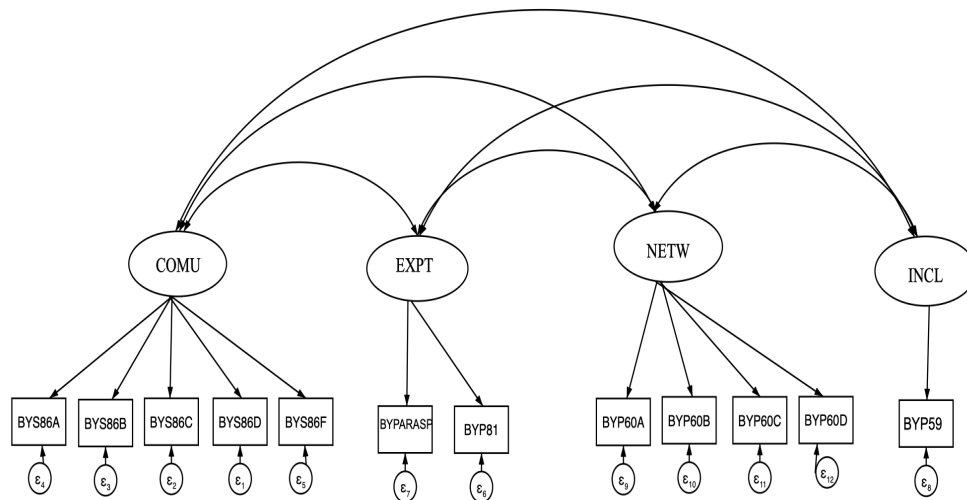 COMU
EXPT
NETW
INCL
BYS86A
BYS86B
BYS86C
BYS86D
BYS86F
BYPARASP
BYP81
BYP60A
BYP60B
BYP60C
BYP60D
BYP59
ε4
ε3
ε2
ε1
ε5
ε7
ε6
ε9
ε10
ε11
ε12
ε8